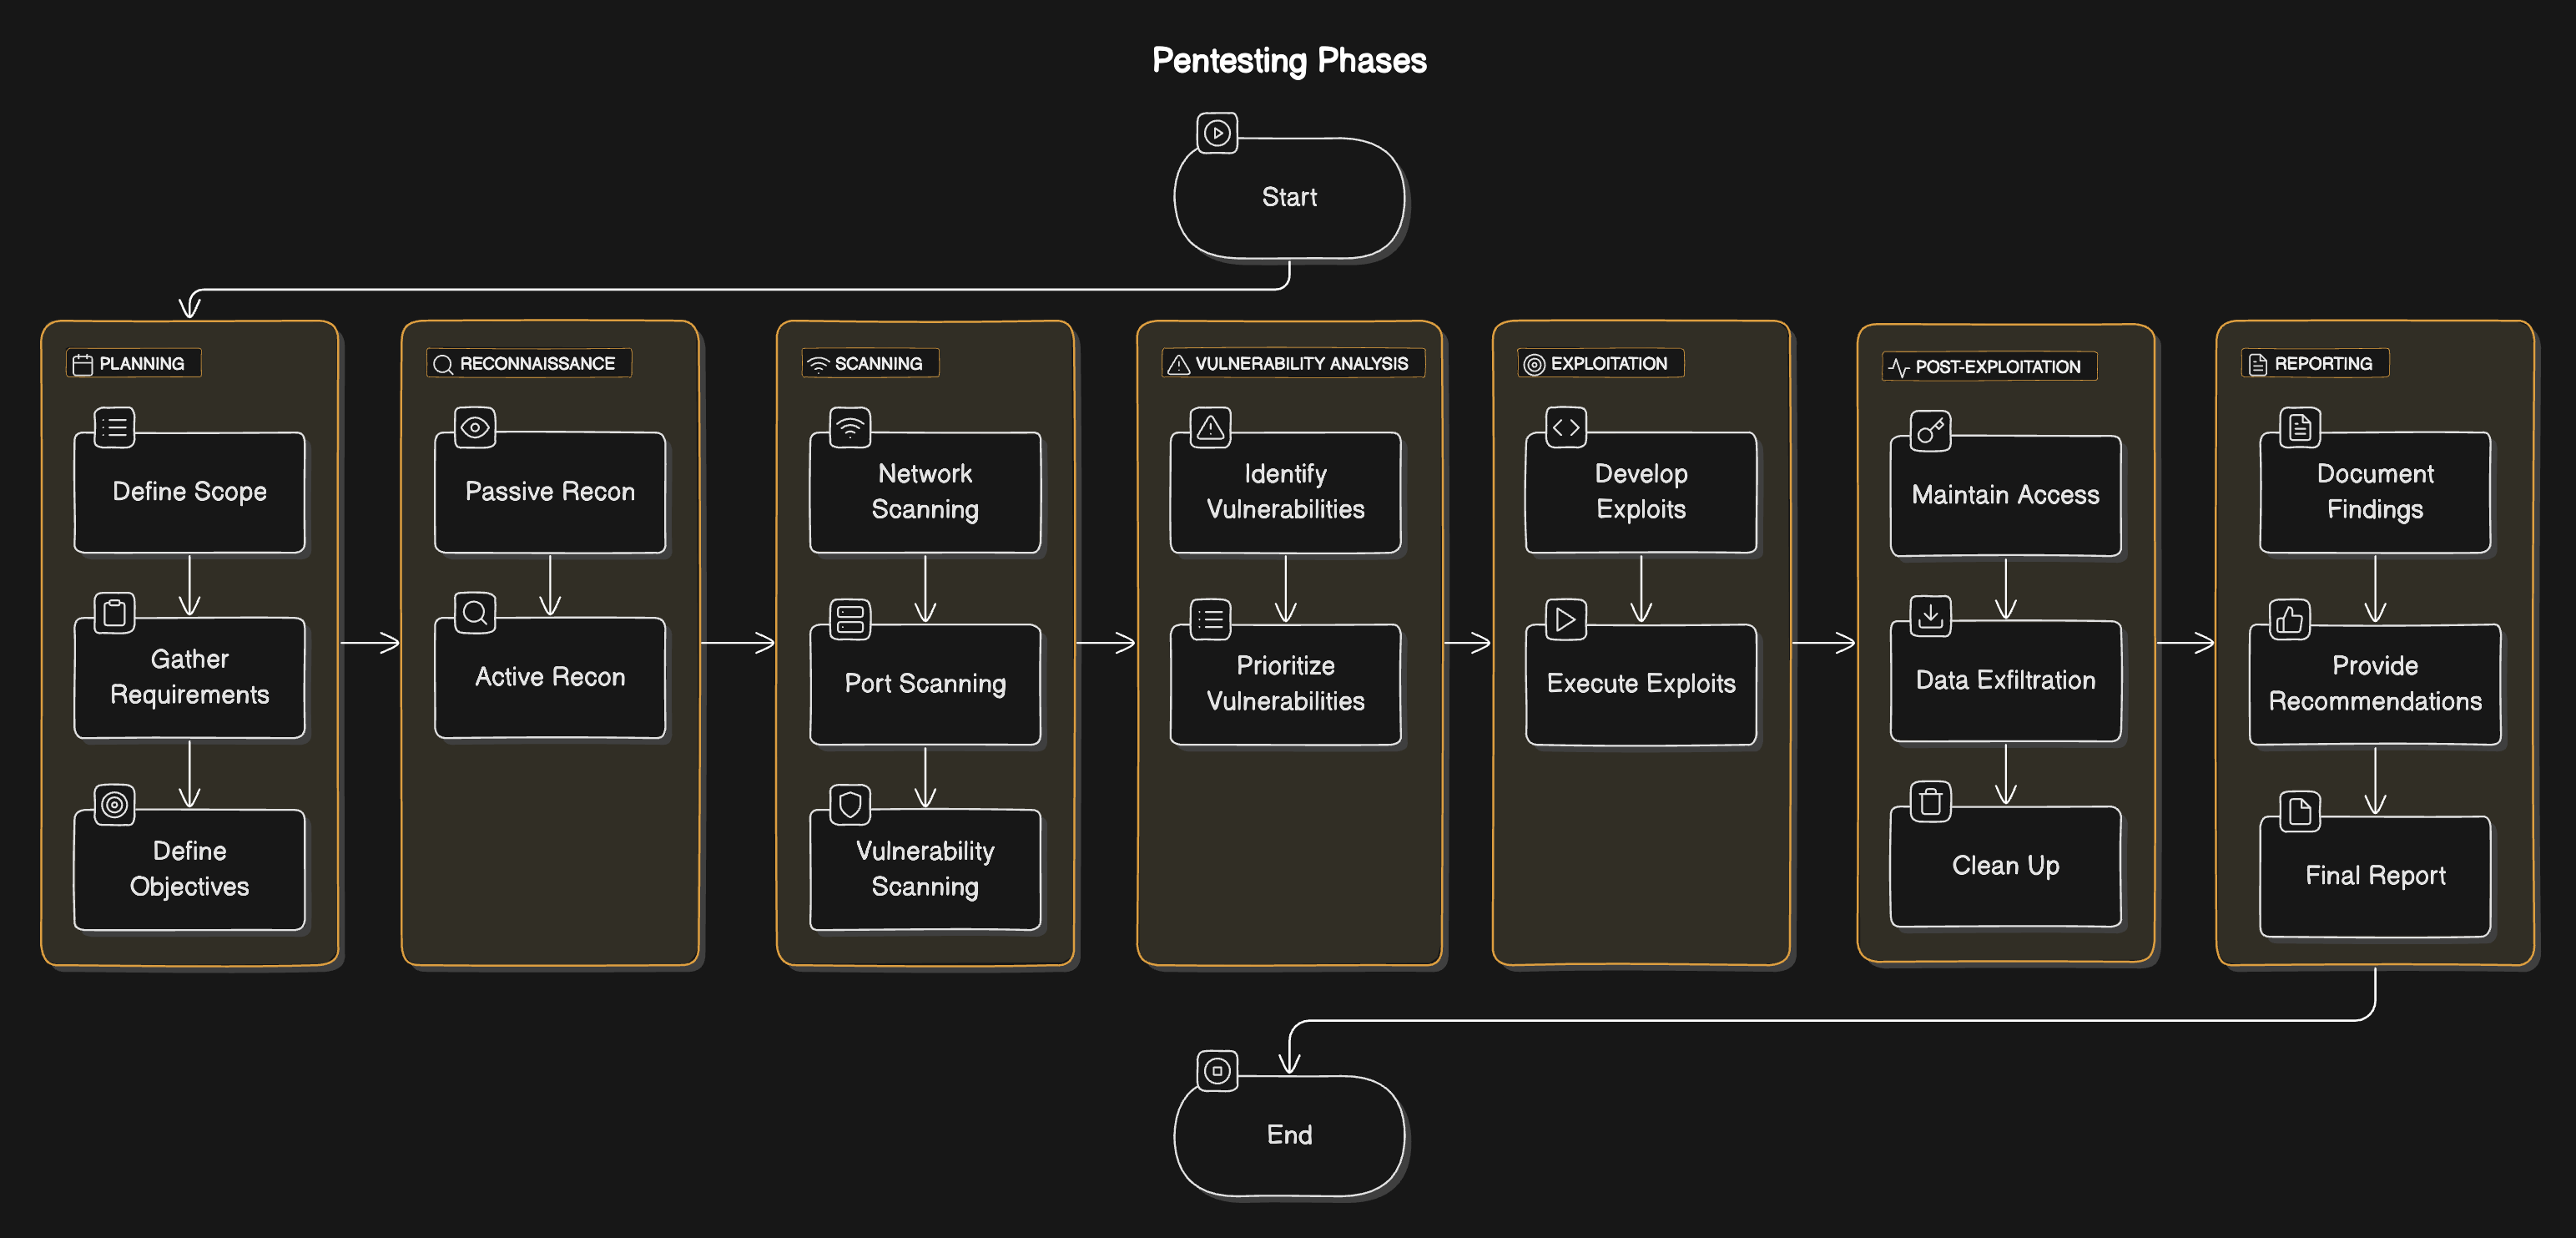 Pentesting Phases
Start
PLANNING
Define Scope
Gather
Requirements
Define
Objectives
RECONNAISSANCE
Passive Recon
Active Recon
SCANNING
Network
Scanning
Port Scanning
Vulnerability
Scanning
VULNERABILITY ANALYSIS
Identify
Vulnerabilities
Prioritize
Vulnerabilities
EXPLOITATION
Develop
Exploits
Execute Exploits
POST-EXPLOITATION
Maintain Access
Data Exfiltration
Clean Up
REPORTING
Document
Findings
Provide
Recommendations
Final Report
End